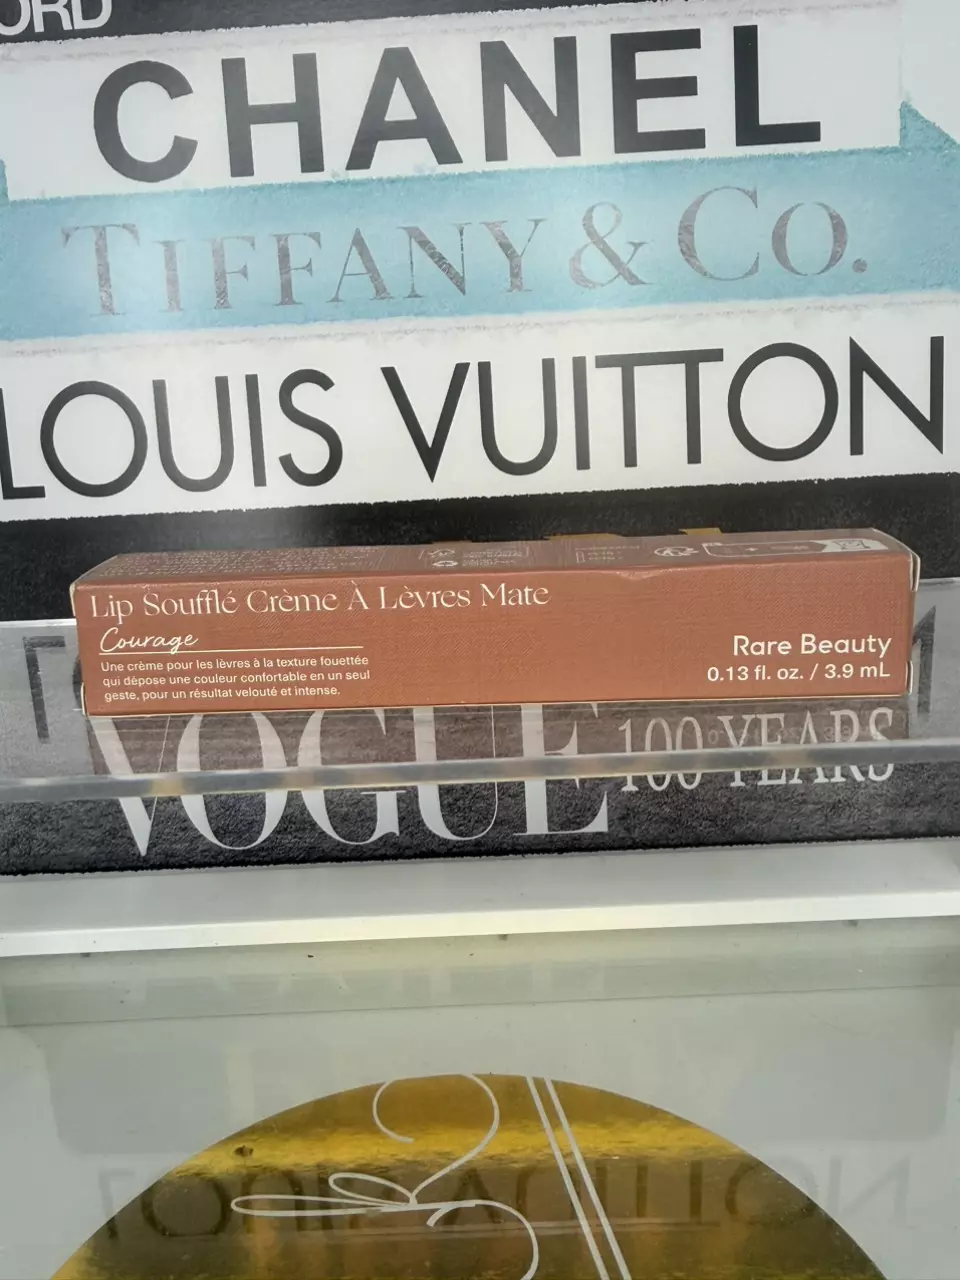 ORD
CHANEL
TIFFANY & CO.
LOUIS VUITTON
Lip Soufflé Crème À Lèvres Mate
Courage
Une crème pour les lèvres à la texture fouettée
qui dépose une couleur confortable en un seul
geste, pour un résultat velouté et intense.
Rare Beauty
0.13 fl. oz. / 3.9 mL
VOGUE 100 YEARS